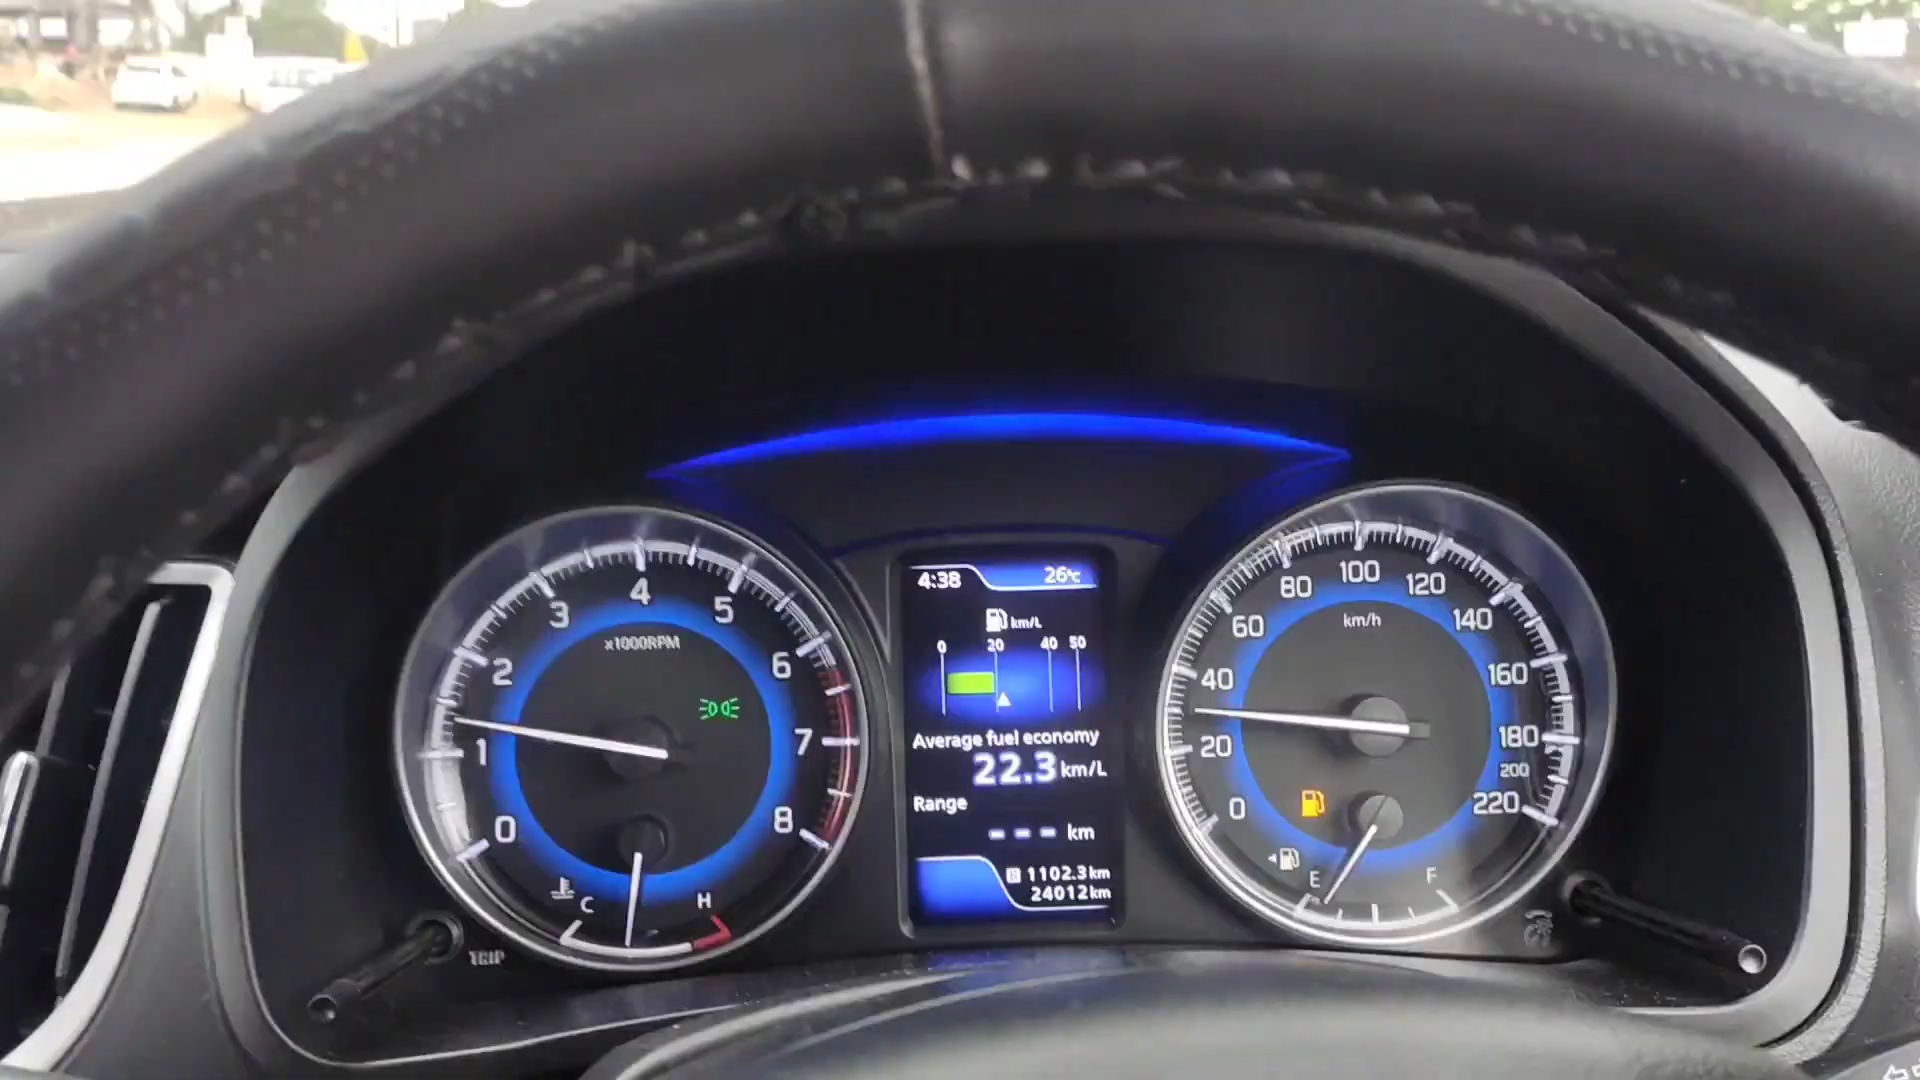 0 1 2 3 4 5 6 7 8
x1000RPM
C H
TRIP
4:38 26℃
km/L
0 20 40 50
Average fuel economy
22.3 km/L
Range
--- km
B 1102.3 km
24012 km
0 20 40 60 80 100 120 140 160 180 200 220
km/h
E F